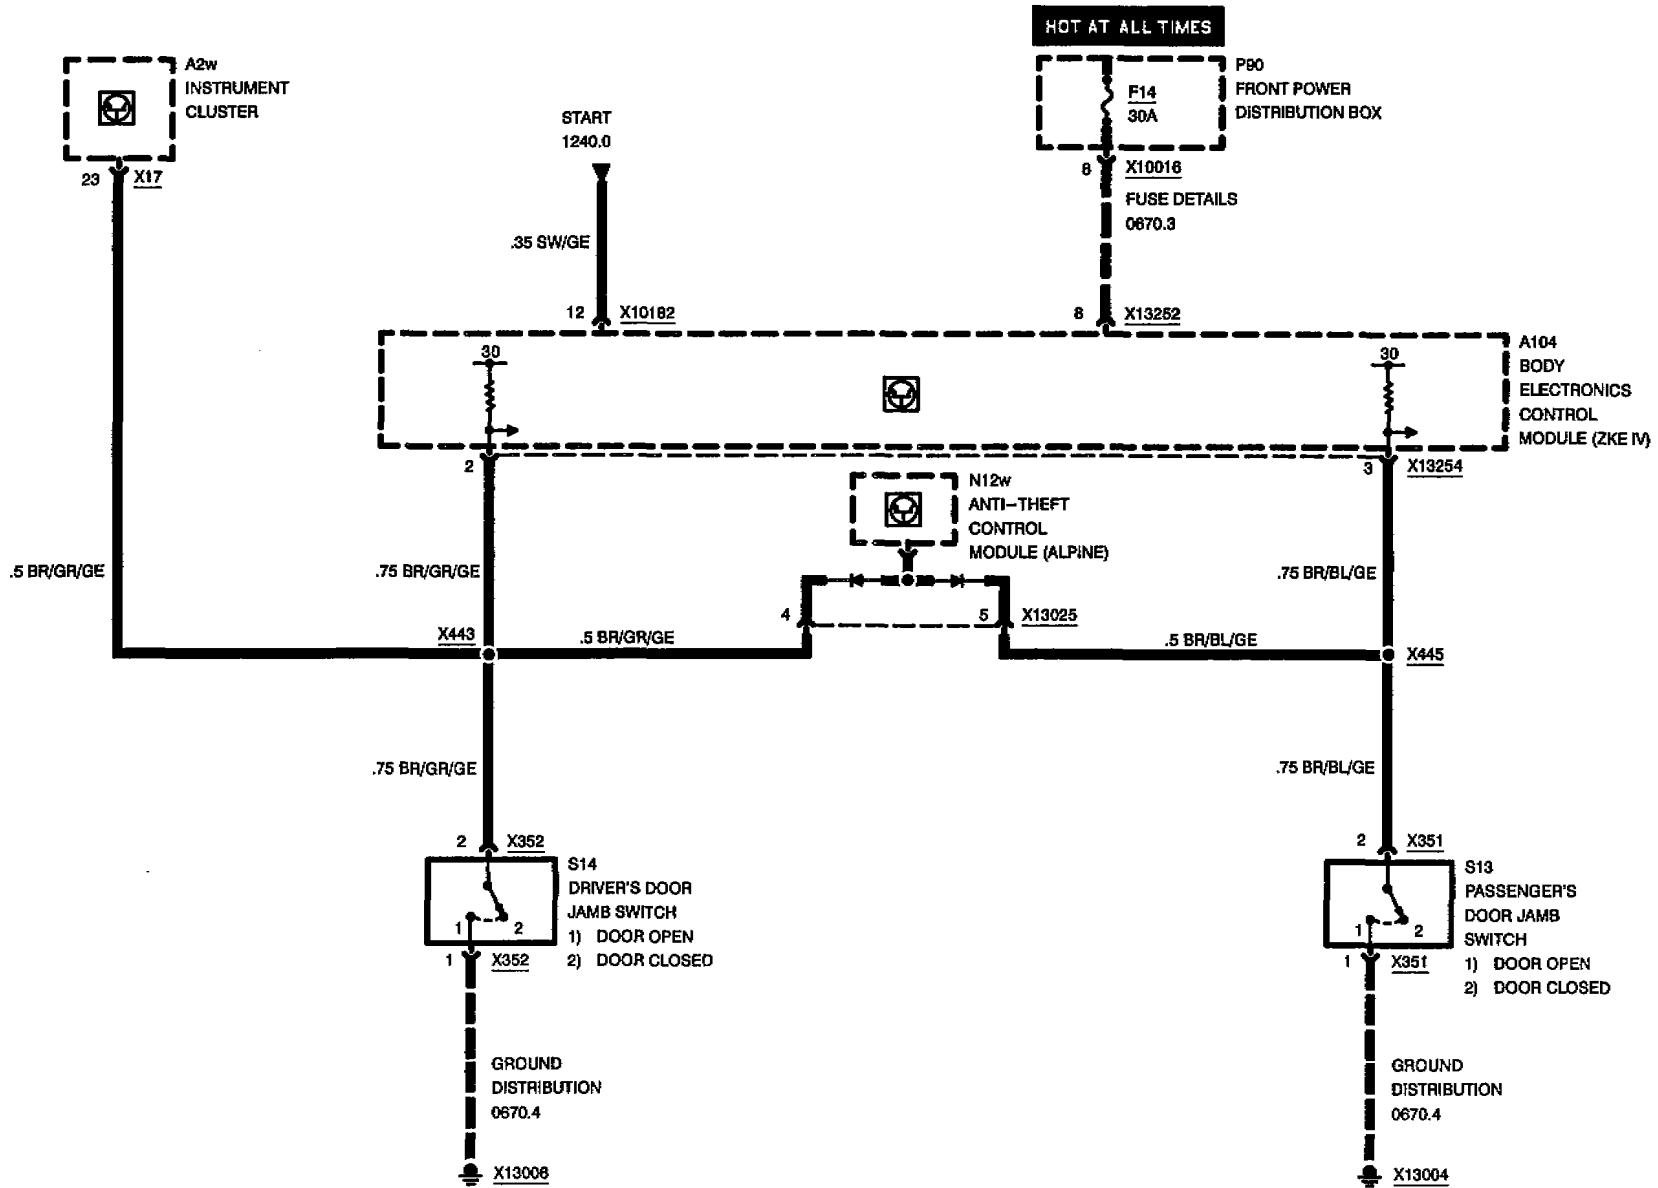 HOT AT ALL TIMES
A2w
INSTRUMENT
CLUSTER
23
X17
START
1240.0
.35 SW/GE
12
X10182
P90
FRONT POWER
DISTRIBUTION BOX
F14
30A
8
X10016
FUSE DETAILS
0670.3
8
X13252
30
30
A104
BODY
ELECTRONICS
CONTROL
MODULE (ZKE IV)
2
3
X13254
N12w
ANTI-THEFT
CONTROL
MODULE (ALPINE)
.5 BR/GR/GE
.75 BR/GR/GE
.75 BR/BL/GE
4
5
X13025
X443
.5 BR/GR/GE
.5 BR/BL/GE
X445
.75 BR/GR/GE
.75 BR/BL/GE
2
X352
S14
DRIVER'S DOOR
JAMB SWITCH
1) DOOR OPEN
2) DOOR CLOSED
1
2
1
X352
2
X351
S13
PASSENGER'S
DOOR JAMB
SWITCH
1) DOOR OPEN
2) DOOR CLOSED
1
2
1
X351
GROUND
DISTRIBUTION
0670.4
X13006
GROUND
DISTRIBUTION
0670.4
X13004